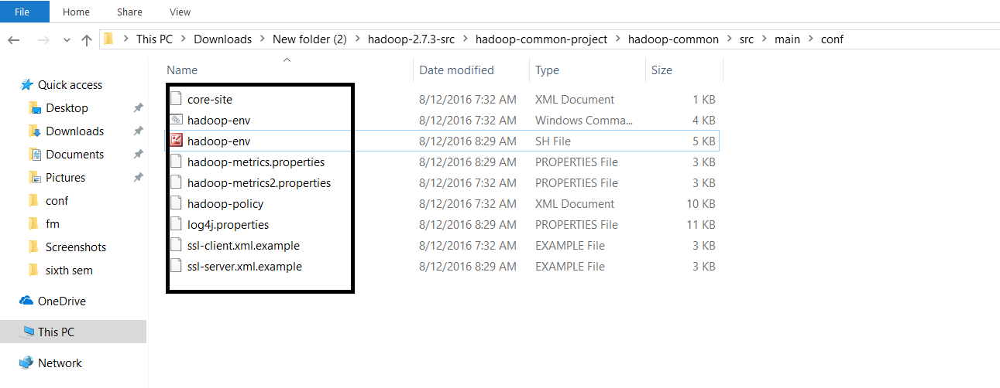 File Home Share View
This PC Downloads New folder (2) hadoop-2.7.3-src hadoop-common-project hadoop-common src main conf
Name Date modified Type Size
Quick access
Desktop
Downloads
Documents
Pictures
conf
fm
Screenshots
sixth sem
OneDrive
This PC
Network
core-site 8/12/2016 7:32 AM XML Document 1 KB
hadoop-env 8/12/2016 7:32 AM Windows Comma... 4 KB
hadoop-env 8/12/2016 8:29 AM SH File 5 KB
hadoop-metrics.properties 8/12/2016 8:29 AM PROPERTIES File 3 KB
hadoop-metrics2.properties 8/12/2016 7:32 AM PROPERTIES File 3 KB
hadoop-policy 8/12/2016 7:32 AM XML Document 10 KB
log4j.properties 8/12/2016 8:29 AM PROPERTIES File 11 KB
ssl-client.xml.example 8/12/2016 7:32 AM EXAMPLE File 3 KB
ssl-server.xml.example 8/12/2016 8:29 AM EXAMPLE File 3 KB